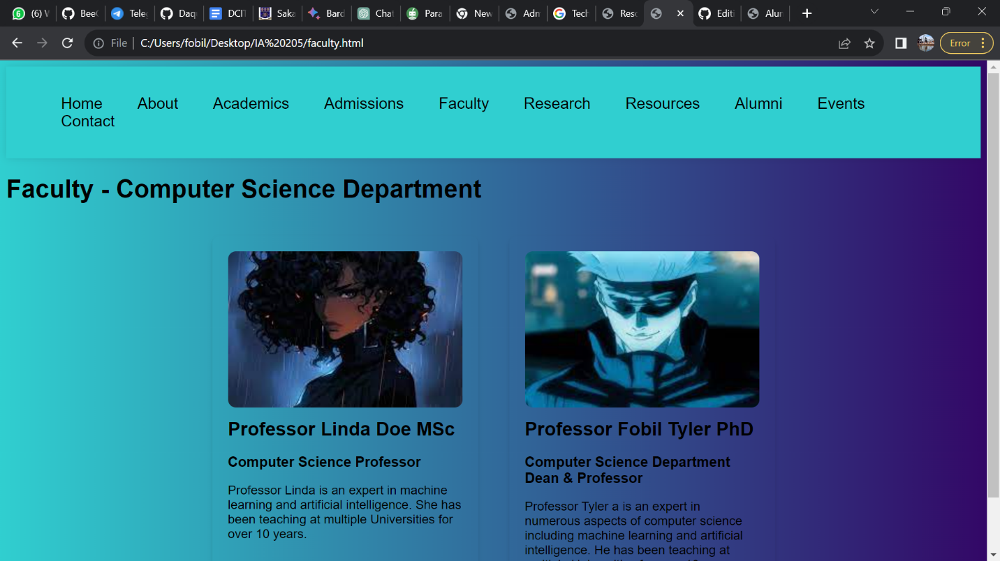 (6) W
BeeC
Tele
Daq
DCIT
Saka
Bard
Chat
Para
New
Adm
Tech
Reso
Editi
Alun
File
C:/Users/fobil/Desktop/IA%20205/faculty.html
Error
Home About Academics Admissions Faculty Research Resources Alumni Events
Contact
Faculty - Computer Science Department
Professor Linda Doe MSc
Computer Science Professor
Professor Linda is an expert in machine
learning and artificial intelligence. She has
been teaching at multiple Universities for
over 10 years.
Professor Fobil Tyler PhD
Computer Science Department
Dean & Professor
Professor Tyler a is an expert in
numerous aspects of computer science
including machine learning and artificial
intelligence. He has been teaching at